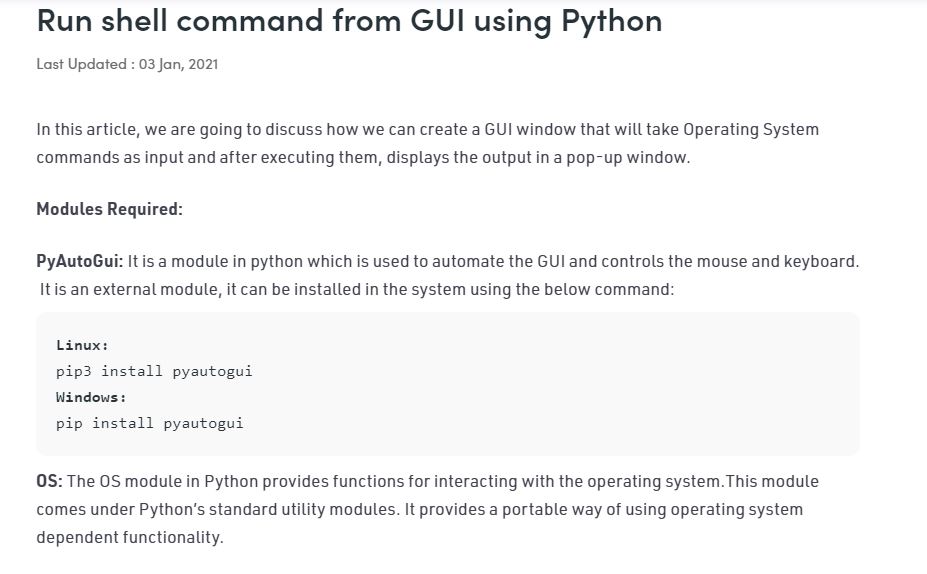 Run shell command from GUI using Python
Last Updated : 03 Jan, 2021
In this article, we are going to discuss how we can create a GUI window that will take Operating System
commands as input and after executing them, displays the output in a pop-up window.
Modules Required:
PyAutoGui: It is a module in python which is used to automate the GUI and controls the mouse and keyboard.
It is an external module, it can be installed in the system using the below command:
Linux:
pip3 install pyautogui
Windows:
pip install pyautogui
OS: The OS module in Python provides functions for interacting with the operating system.This module
comes under Python’s standard utility modules. It provides a portable way of using operating system
dependent functionality.